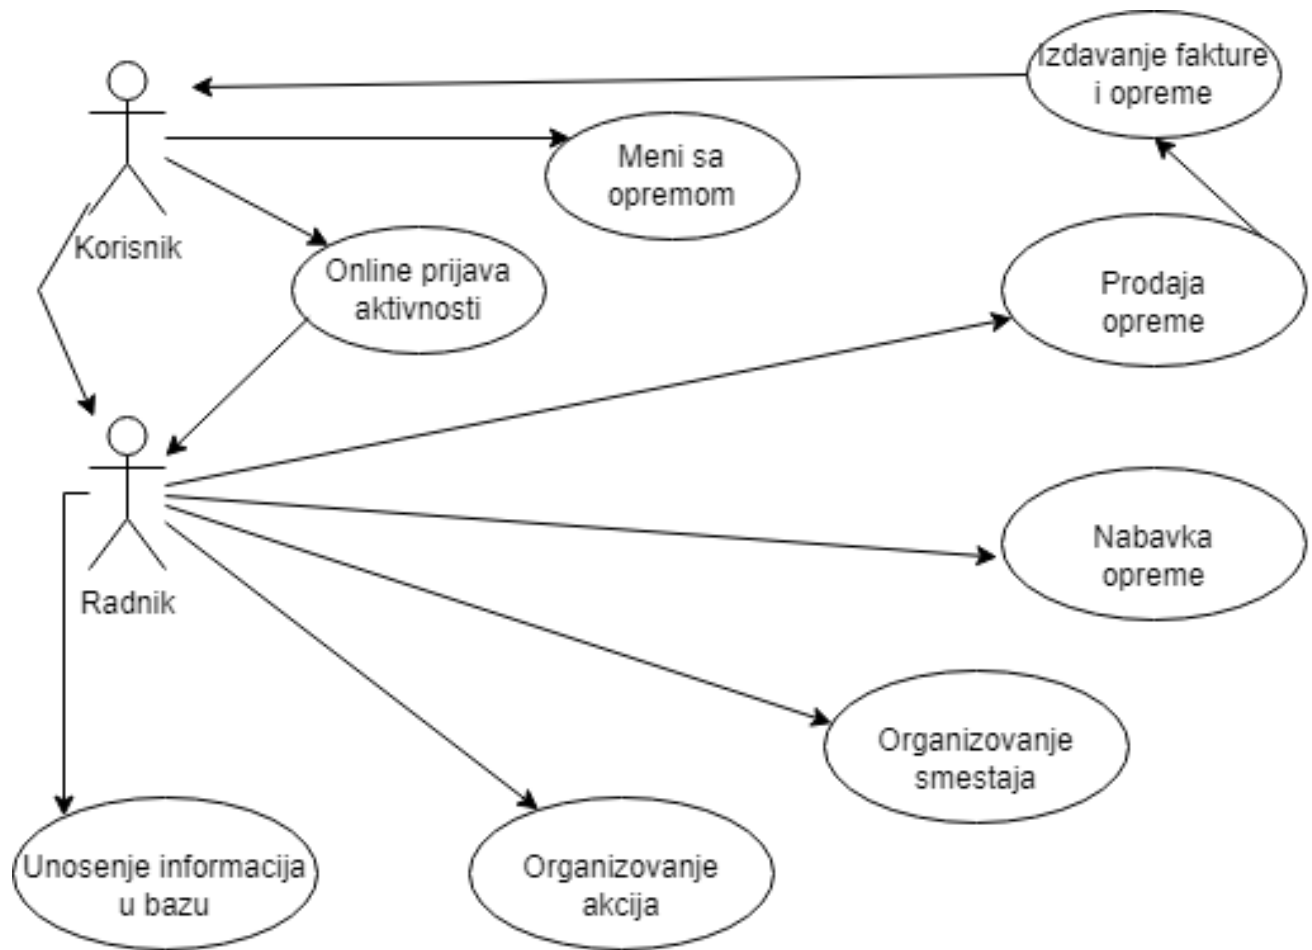 Izdavanje fakture
i opreme
Meni sa
opremom
Korisnik
Online prijava
aktivnosti
Prodaja
opreme
Nabavka
opreme
Radnik
Organizovanje
smestaja
Unosenje informacija
u bazu
Organizovanje
akcija